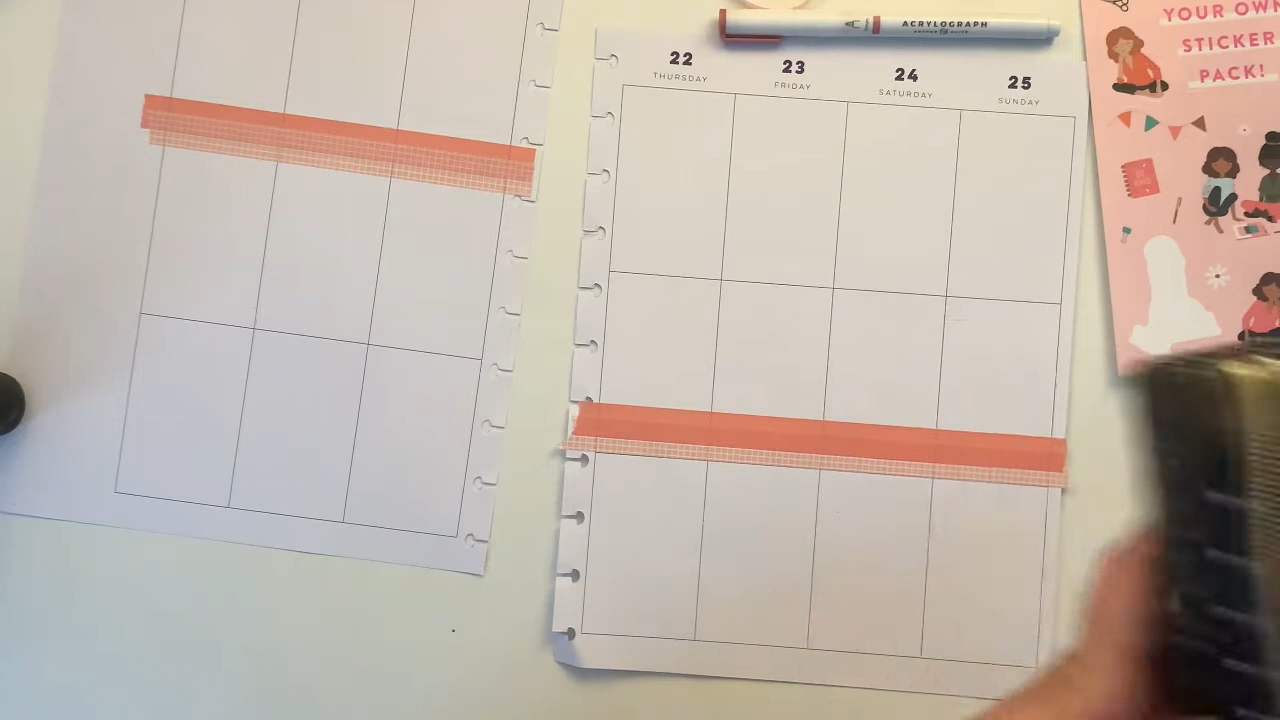 ACRYLOGRAPH
YOUR OWN
STICKER
PACK!
22
THURSDAY
23
FRIDAY
24
SATURDAY
25
SUNDAY